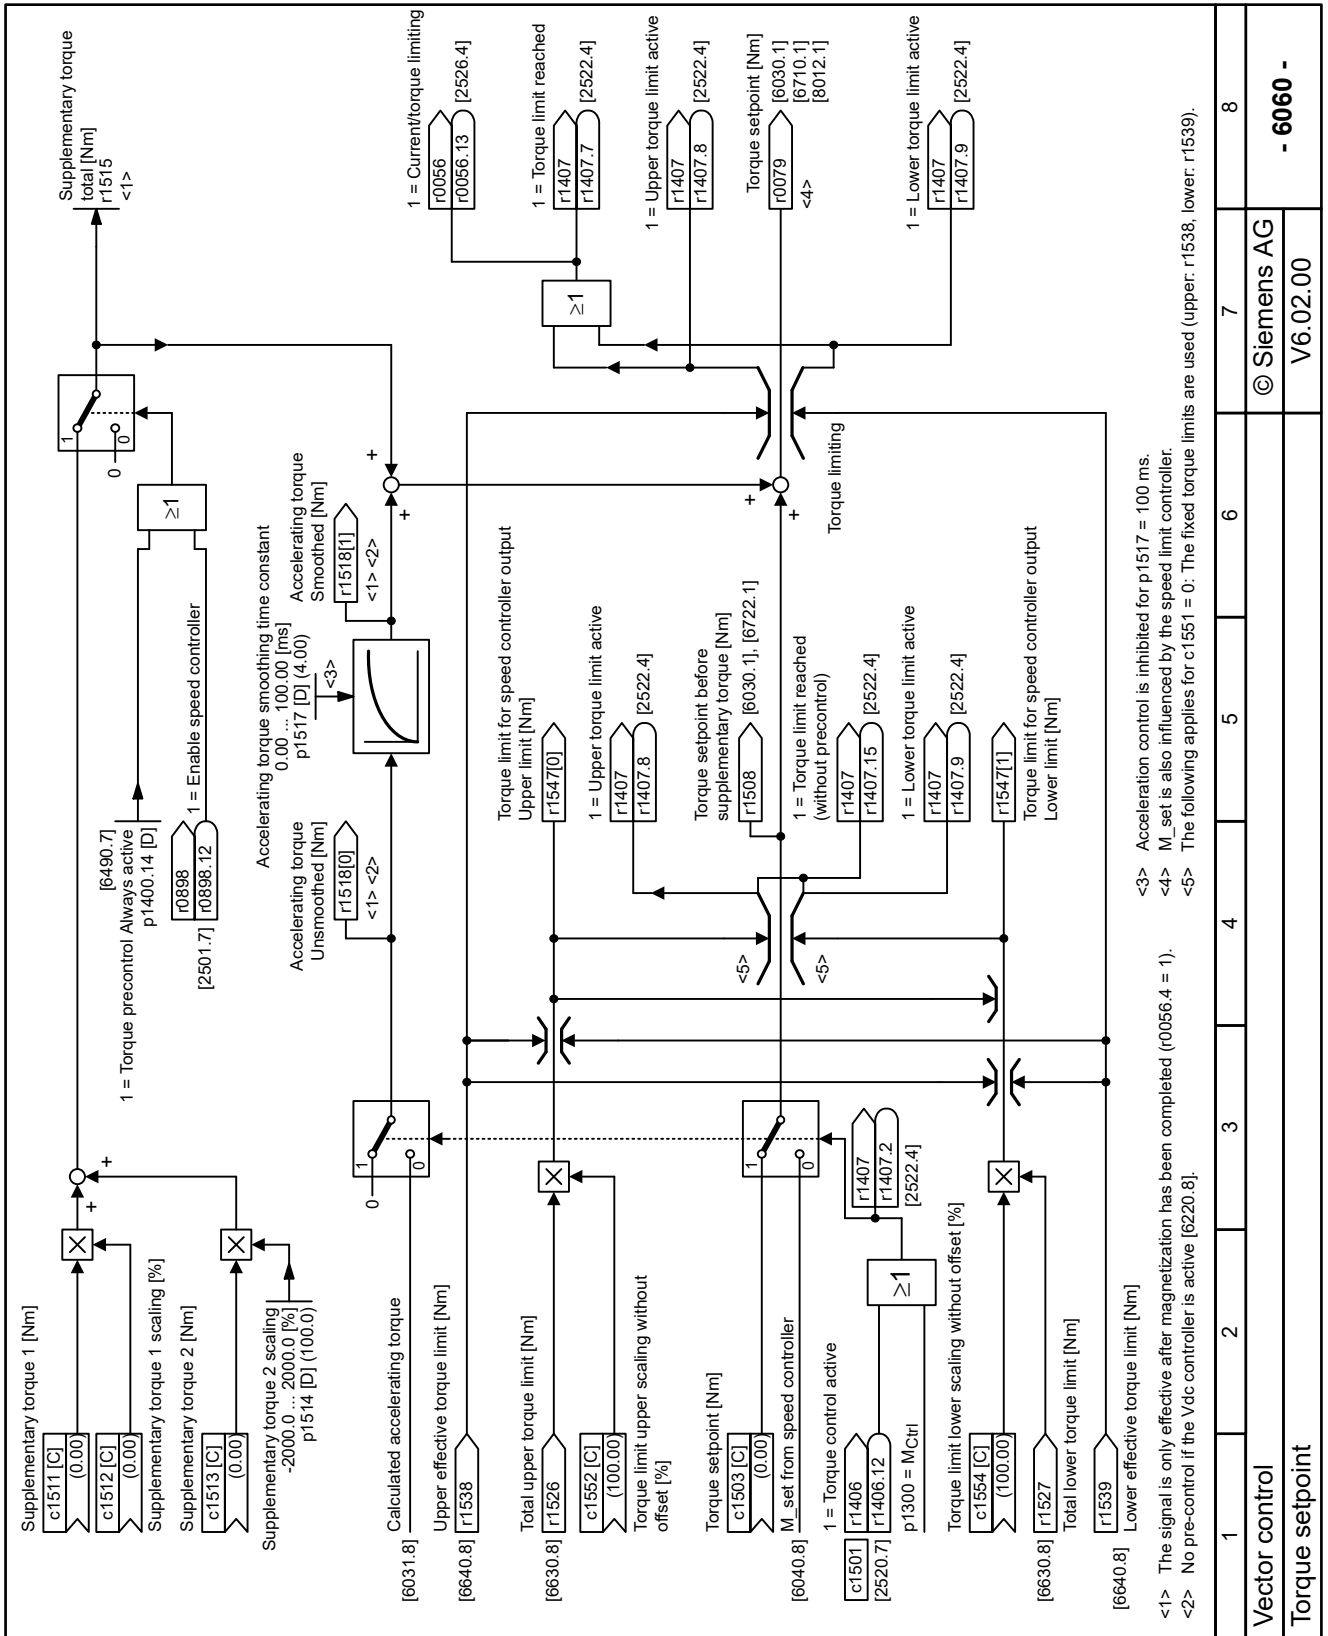 Supplementary torque 1 [Nm]
c1511 [C]
(0.00)
c1512 [C]
(0.00)
Supplementary torque 1 scaling [%]
Supplementary torque 2 [Nm]
c1513 [C]
(0.00)
Supplementary torque 2 scaling
-2000.0 ... 2000.0 [%]
p1514 [D] (100.0)
+
+
1 = Torque precontrol Always active
[6490.7]
p1400.14 [D]
r0898
r0898.12
[2501.7]
1 = Enable speed controller
≥1
1
0
0
Supplementary torque
total [Nm]
r1515
<1>
Calculated accelerating torque
[6031.8]
0
1
0
Accelerating torque
Unsmoothed [Nm]
r1518[0]
<1> <2>
Accelerating torque smoothing time constant
0.00 ... 100.00 [ms]
p1517 [D] (4.00)
<3>
Accelerating torque
Smoothed [Nm]
r1518[1]
<1> <2>
+
+
Upper effective torque limit [Nm]
[6640.8]
r1538
Total upper torque limit [Nm]
[6630.8]
r1526
c1552 [C]
(100.00)
Torque limit upper scaling without
offset [%]
Torque limit for speed controller output
Upper limit [Nm]
r1547[0]
1 = Upper torque limit active
r1407
r1407.8
[2522.4]
Torque setpoint [Nm]
c1503 [C]
(0.00)
M_set from speed controller
[6040.8]
1
0
1 = Torque control active
c1501
r1406
r1406.12
[2520.7]
p1300 = MCtrl
≥1
r1407
r1407.2
[2522.4]
<5>
<5>
Torque setpoint before
supplementary torque [Nm]
r1508
[6030.1], [6722.1]
1 = Torque limit reached
(without precontrol)
r1407
r1407.15
[2522.4]
1 = Lower torque limit active
r1407
r1407.9
[2522.4]
r1547[1]
Torque limit for speed controller output
Lower limit [Nm]
+
+
Torque limiting
≥1
1 = Current/torque limiting
r0056
r0056.13
[2526.4]
1 = Torque limit reached
r1407
r1407.7
[2522.4]
1 = Upper torque limit active
r1407
r1407.8
[2522.4]
Torque setpoint [Nm]
r0079
<4>
[6030.1]
[6710.1]
[8012.1]
1 = Lower torque limit active
r1407
r1407.9
[2522.4]
Torque limit lower scaling without offset [%]
c1554 [C]
(100.00)
[6630.8]
r1527
Total lower torque limit [Nm]
r1539
[6640.8]
Lower effective torque limit [Nm]
<1> The signal is only effective after magnetization has been completed (r0056.4 = 1).
<2> No pre-control if the Vdc controller is active [6220.8].
<3> Acceleration control is inhibited for p1517 = 100 ms.
<4> M_set is also influenced by the speed limit controller.
<5> The following applies for c1551 = 0: The fixed torque limits are used (upper: r1538, lower: r1539).
1 2 3 4 5 6 7 8
Vector control
Torque setpoint
© Siemens AG
V6.02.00
- 6060 -